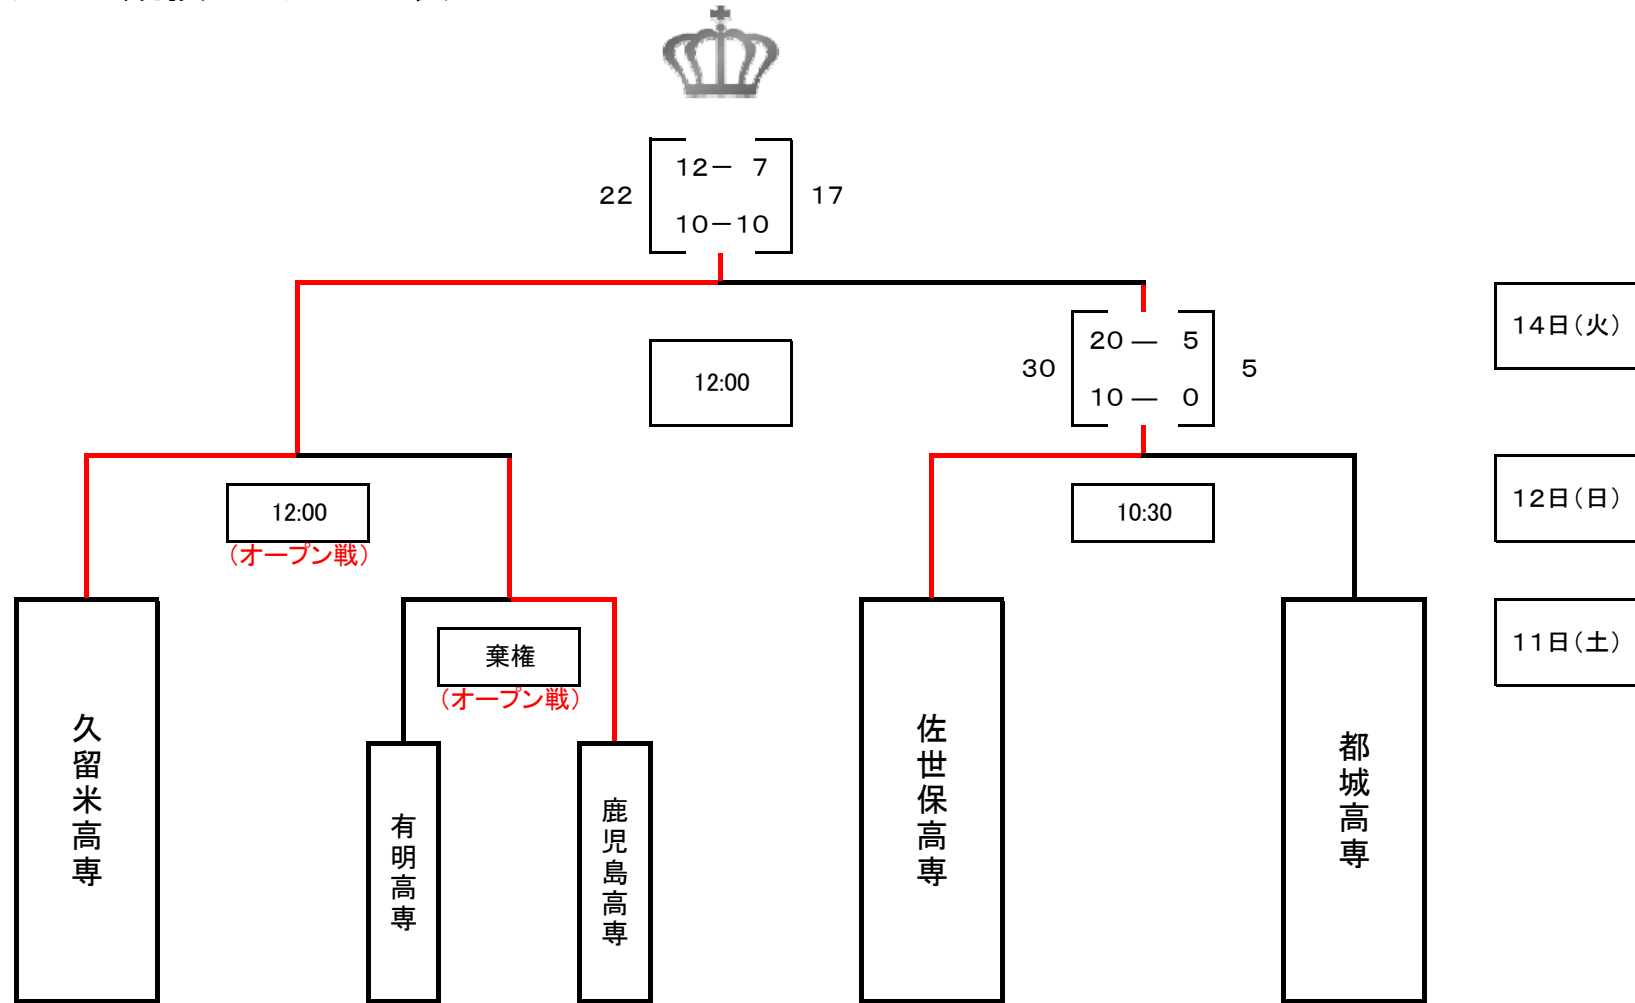 12－ 7
22
17
10－10
14日（火）
20 ― 5
12:00
30
5
10 ― 0
12:00
（オープン戦）
10:30
12日（日）
棄権
（オープン戦）
11日（土）
久留米高専
有明高専
鹿児島高専
佐世保高専
都城高専